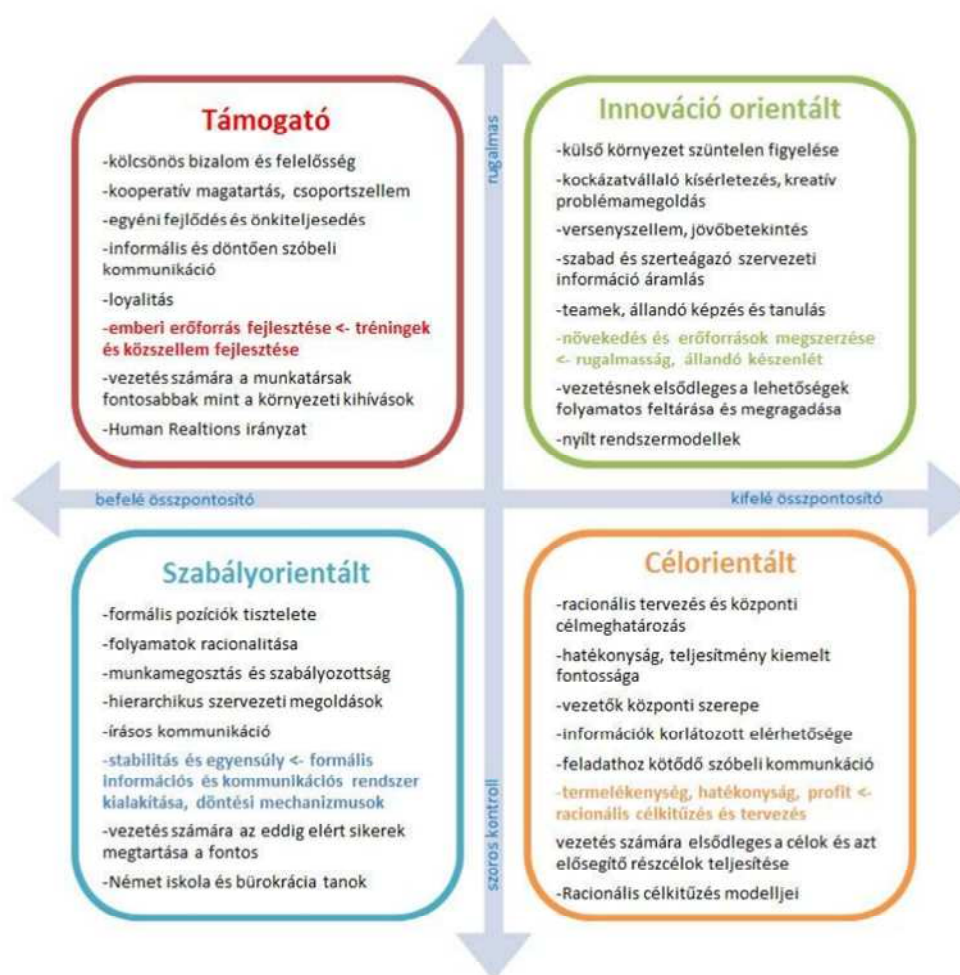 Támogató
-kölcsönös bizalom és felelősség
-kooperatív magatartás, csoportszellem
-egyéni fejlődés és önkiteljesedés
-informális és döntően szóbeli
kommunikáció
-loyalitás
-emberi erőforrás fejlesztése <- tréningek
és közszellem fejlesztése
-vezetés számára a munkatársak
fontosabbak mint a környezeti kihívások
-Human Realtions irányzat
rugalmas
Innováció orientált
-külső környezet szüntelen figyelése
-kockázatvállaló kísérletezés, kreatív
problémamegoldás
-versenyszellem, jövőbetekintés
-szabad és szerteágazó szervezeti
információ áramlás
-teamek, állandó képzés és tanulás
-növekedés és erőforrások megszerzése
<- rugalmasság, állandó készenlét
-vezetésnek elsődleges a lehetőségek
folyamatos feltárása és megragadása
-nyílt rendszermodellek
befelé összpontosító
kifelé összpontosító
Szabályorientált
-formális pozíciók tisztelete
-folyamatok racionalitása
-munkamegosztás és szabályozottság
-hierarchikus szervezeti megoldások
-írásos kommunikáció
-stabilitás és egyensúly <- formális
információs és kommunikációs rendszer
kialakítása, döntési mechanizmusok
-vezetés számára az eddig elért sikerek
megtartása a fontos
-Német iskola és bürokrácia tanok
szoros kontroll
Célorientált
-racionális tervezés és központi
célmeghatározás
-hatékonyság, teljesítmény kiemelt
fontossága
-vezetők központi szerepe
-információk korlátozott elérhetősége
-feladathoz kötődő szóbeli kommunkáció
-termelékenység, hatékonyság, profit <-
racionális célkitűzés és tervezés
vezetés számára elsődleges a célok és azt
elősegítő részcélok teljesítése
-Racionális célkitűzés modelljei